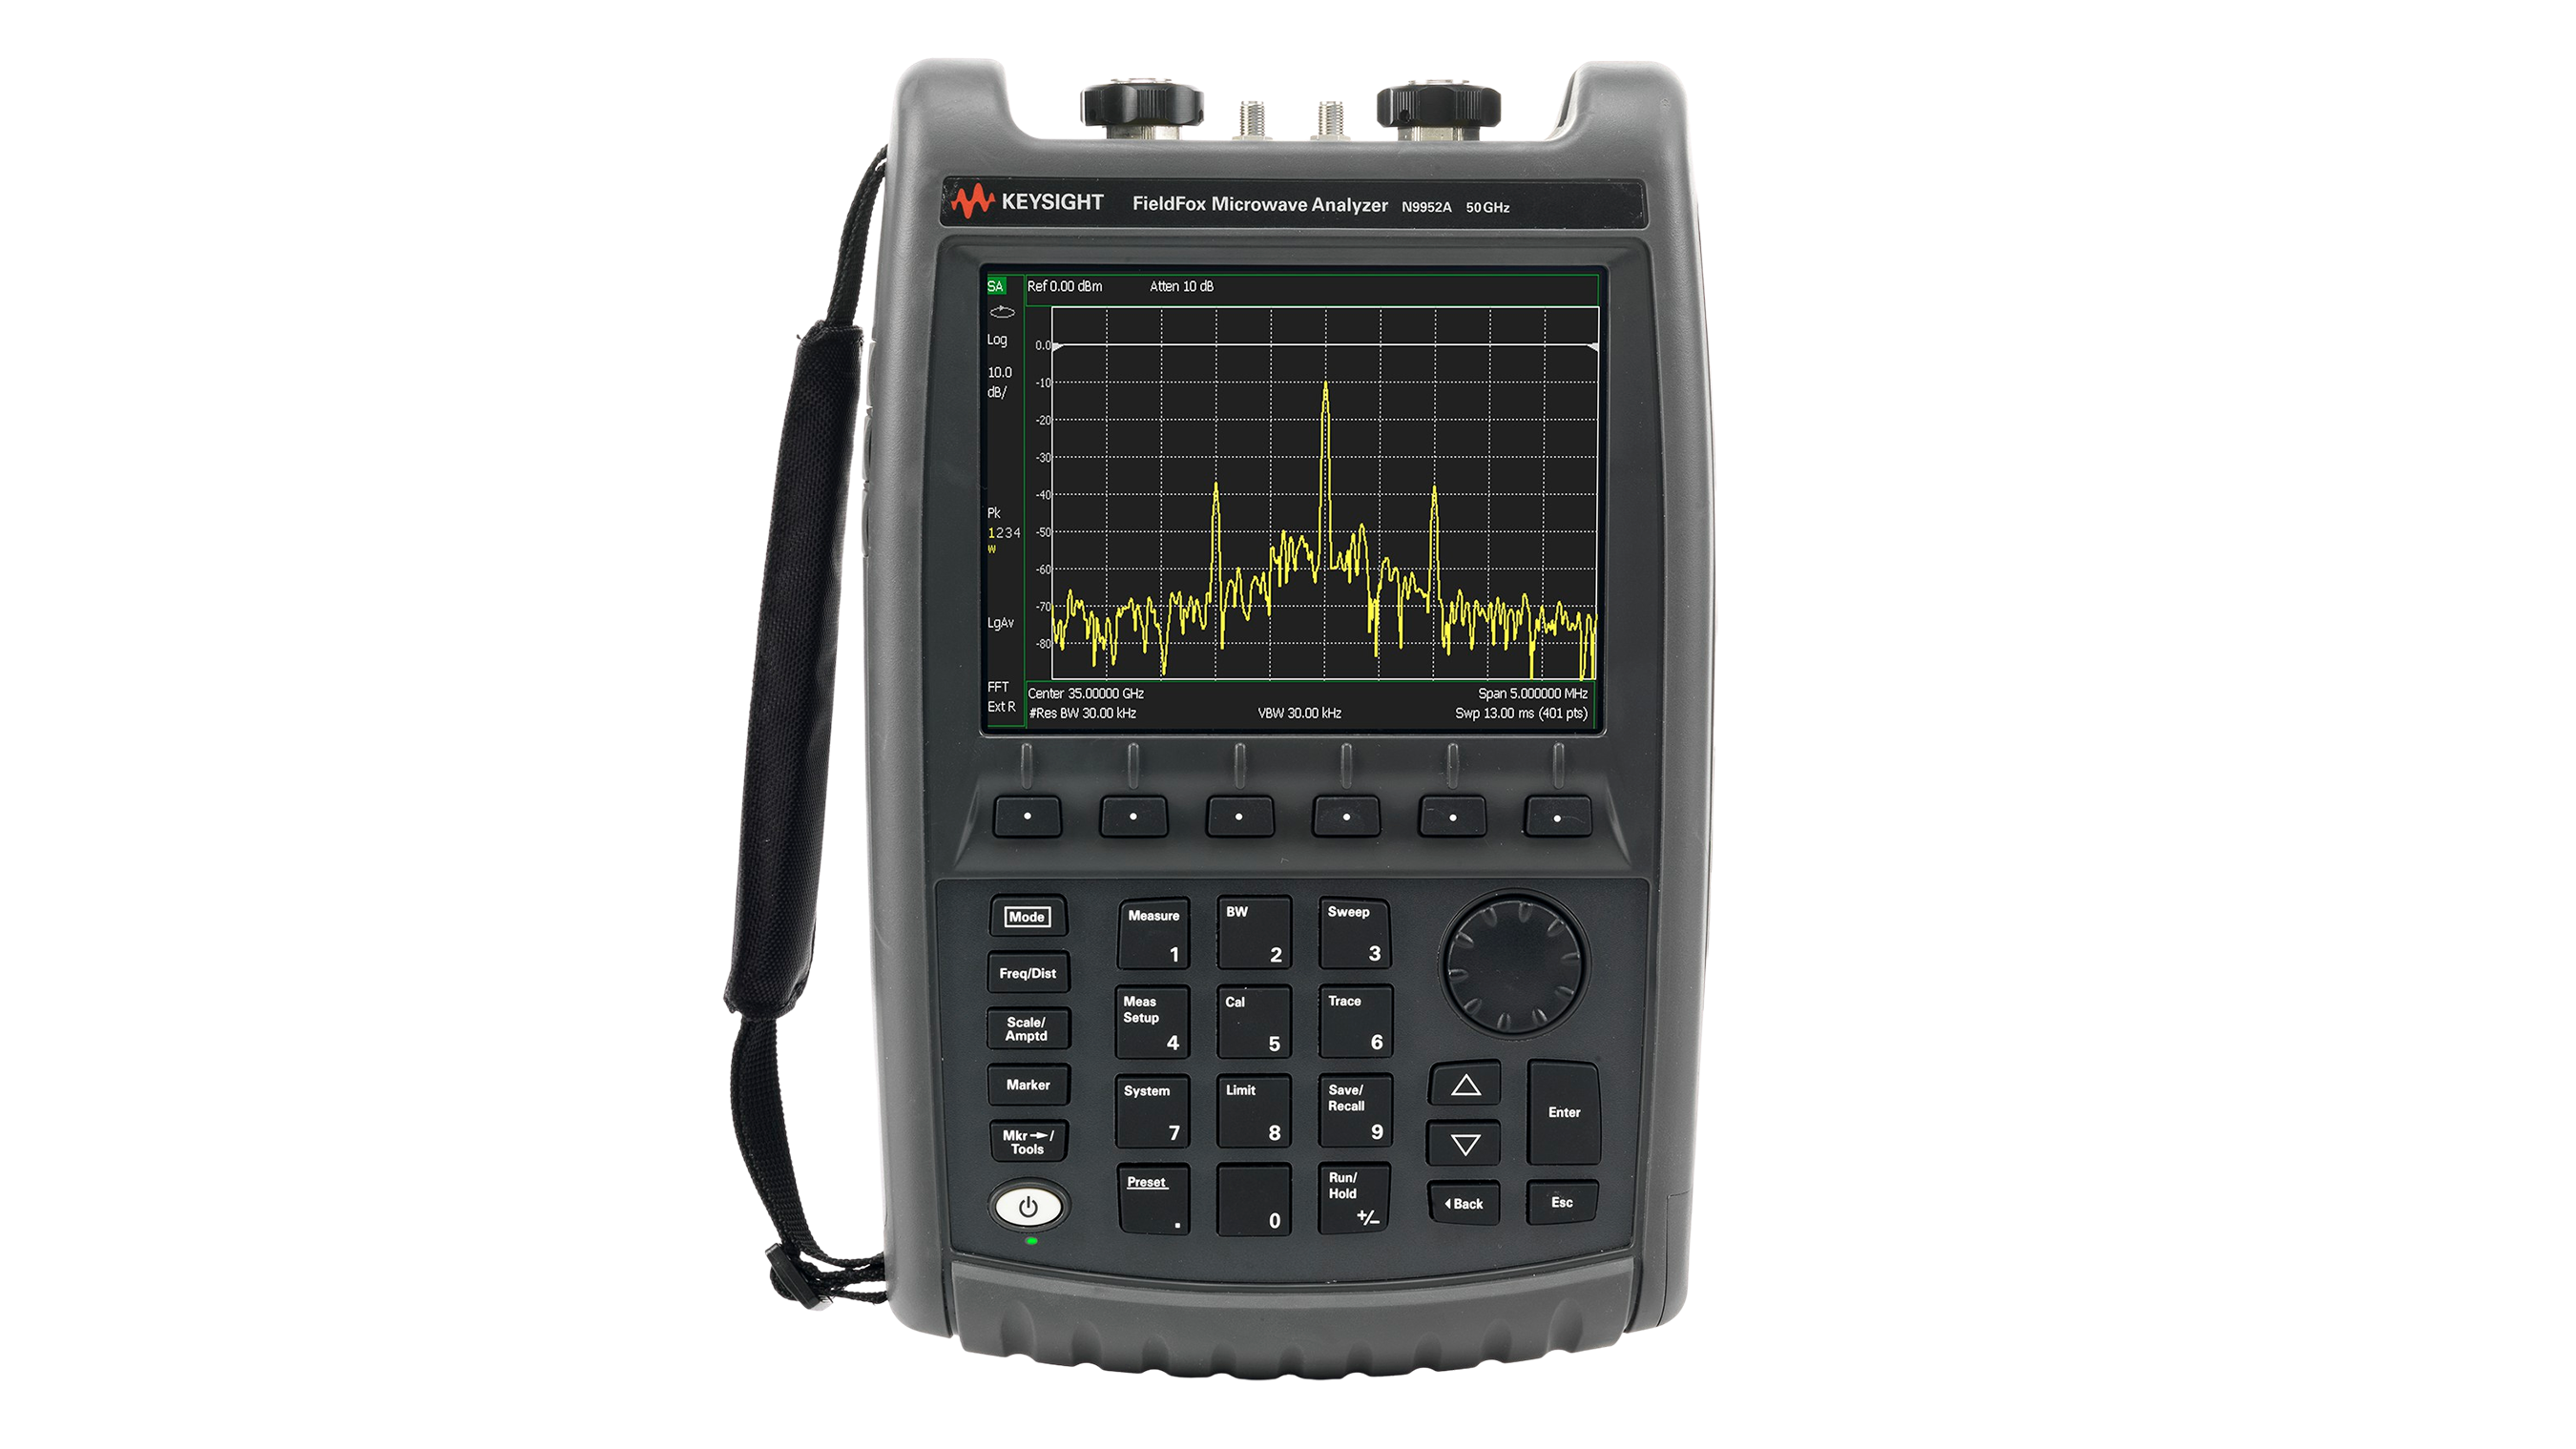 KEYSIGHT FieldFox Microwave Analyzer N9952A 50 GHz
SA Ref 0.00 dBm Atten 10 dB
Log
10.0
dB/
Pk
1234
W
LgAv
FFT
Ext R
0.0
-10
-20
-30
-40
-50
-60
-70
-80
Center 35.00000 GHz Span 5.000000 MHz
#Res BW 30.00 kHz VBW 30.00 kHz Swp 13.00 ms (401 pts)
Mode
Freq/Dist
Scale/
Amptd
Marker
Mkr→/
Tools
Measure
1
BW
2
Sweep
3
Meas
Setup
4
Cal
5
Trace
6
System
7
Limit
8
Save/
Recall
9
Preset
.
0
Run/
Hold
+/−
△
▽
Enter
Back
Esc